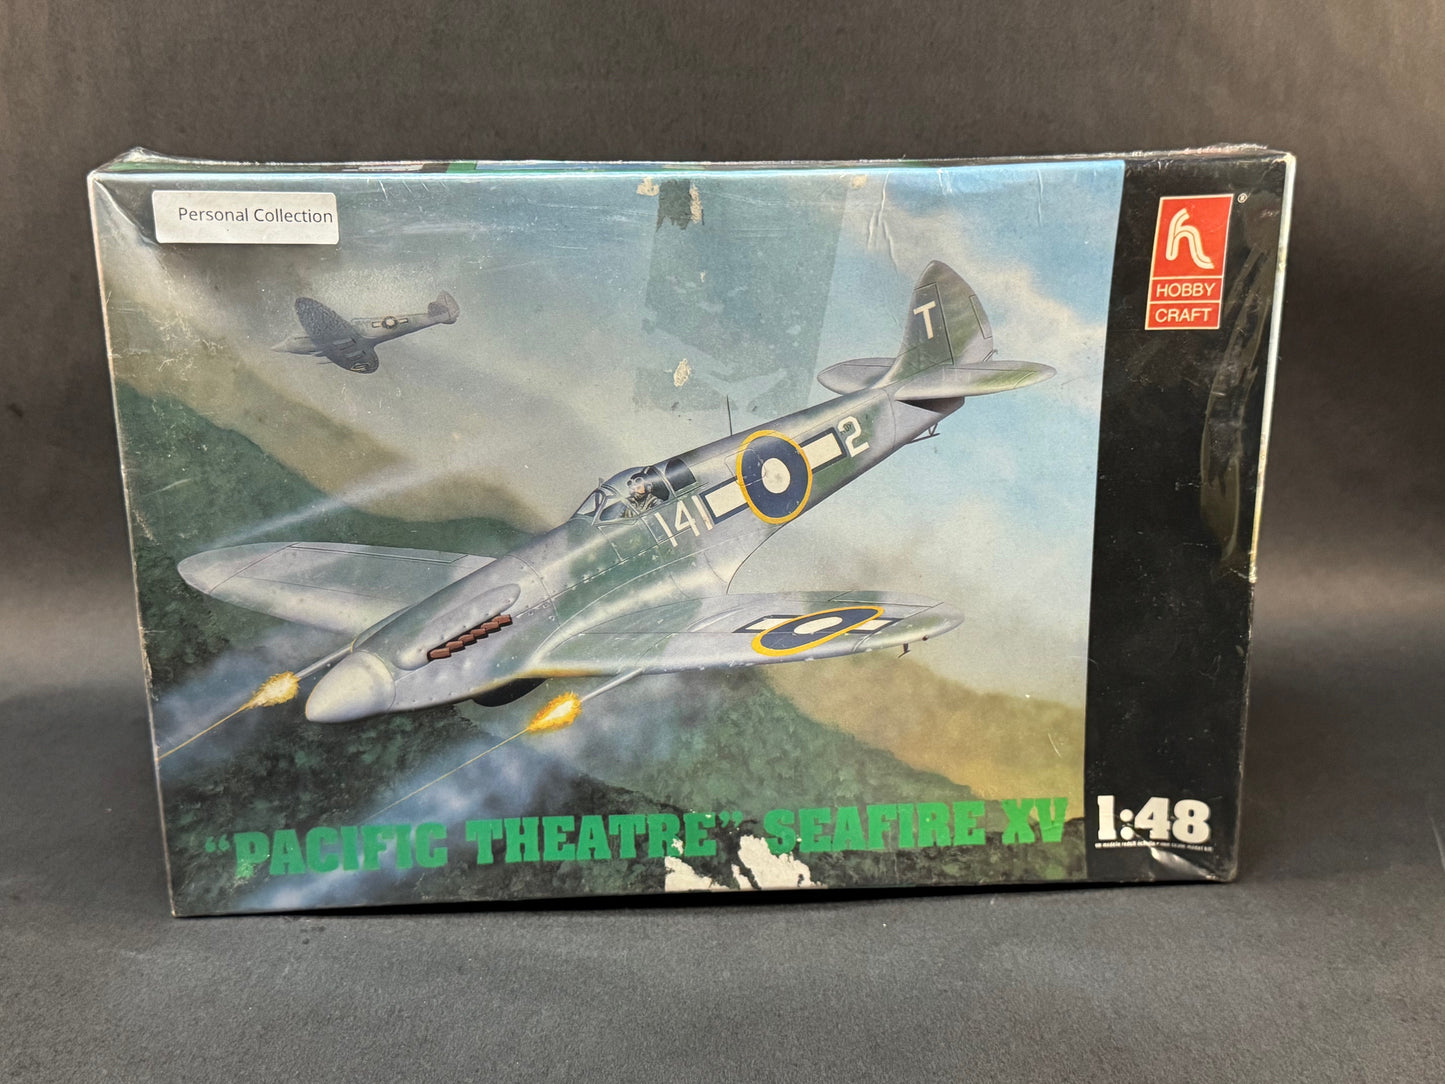 Personal Collection
®
HOBBY
CRAFT
T
2
141
"PACIFIC THEATRE" SEAFIRE XV
1:48